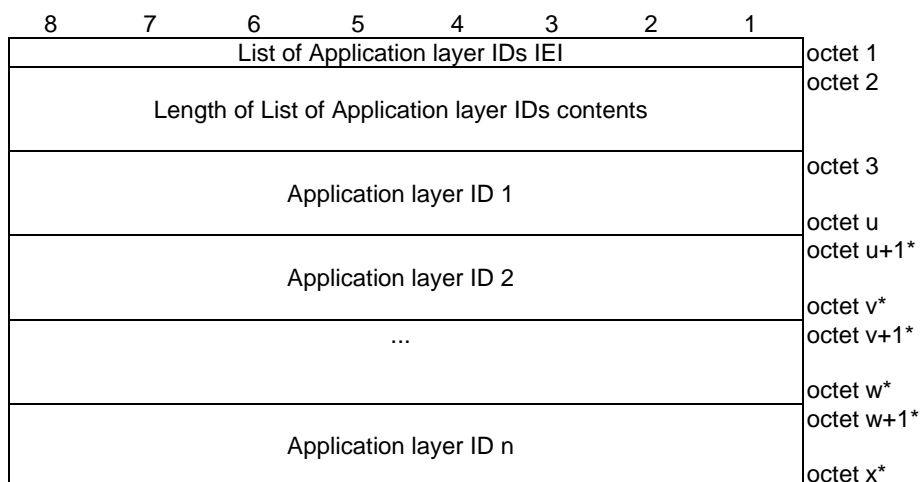 8 7 6 5 4 3 2 1
List of Application layer IDs IEI octet 1
octet 2
Length of List of Application layer IDs contents
octet 3
Application layer ID 1
octet u
octet u+1*
Application layer ID 2
octet v*
... octet v+1*
octet w*
octet w+1*
Application layer ID n
octet x*